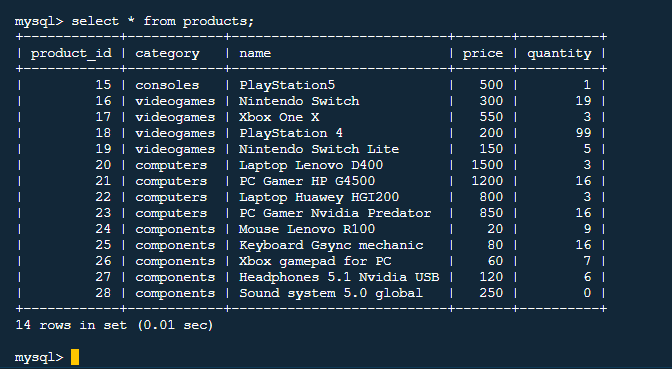 mysql> select * from products;
+------------+------------+---------------------------+-------+----------+
| product_id | category   | name                      | price | quantity |
+------------+------------+---------------------------+-------+----------+
|         15 | consoles   | PlayStation5              |   500 |        1 |
|         16 | videogames | Nintendo Switch           |   300 |       19 |
|         17 | videogames | Xbox One X                |   550 |        3 |
|         18 | videogames | PlayStation 4             |   200 |       99 |
|         19 | videogames | Nintendo Switch Lite      |   150 |        5 |
|         20 | computers  | Laptop Lenovo D400        |  1500 |        3 |
|         21 | computers  | PC Gamer HP G4500         |  1200 |       16 |
|         22 | computers  | Laptop Huawey HGI200      |   800 |        3 |
|         23 | computers  | PC Gamer Nvidia Predator  |   850 |       16 |
|         24 | components | Mouse Lenovo R100         |    20 |        9 |
|         25 | components | Keyboard Gsync mechanic   |    80 |       16 |
|         26 | components | Xbox gamepad for PC       |    60 |        7 |
|         27 | components | Headphones 5.1 Nvidia USB |   120 |        6 |
|         28 | components | Sound system 5.0 global   |   250 |        0 |
+------------+------------+---------------------------+-------+----------+
14 rows in set (0.01 sec)
mysql>